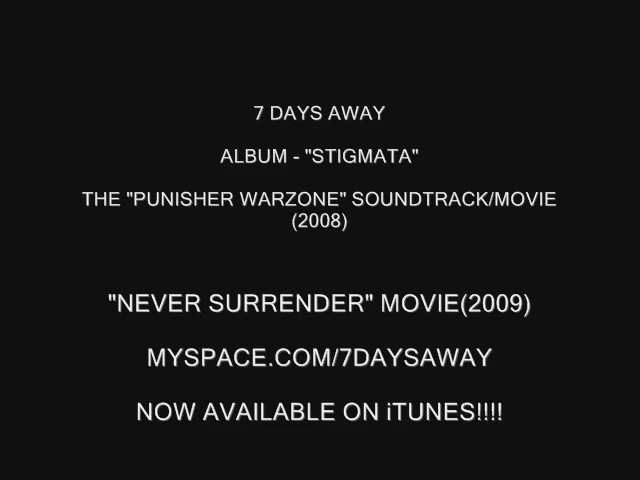 7 DAYS AWAY
ALBUM - "STIGMATA"
THE "PUNISHER WARZONE" SOUNDTRACK/MOVIE
(2008)
"NEVER SURRENDER" MOVIE(2009)
MYSPACE.COM/7DAYSAWAY
NOW AVAILABLE ON iTUNES!!!!